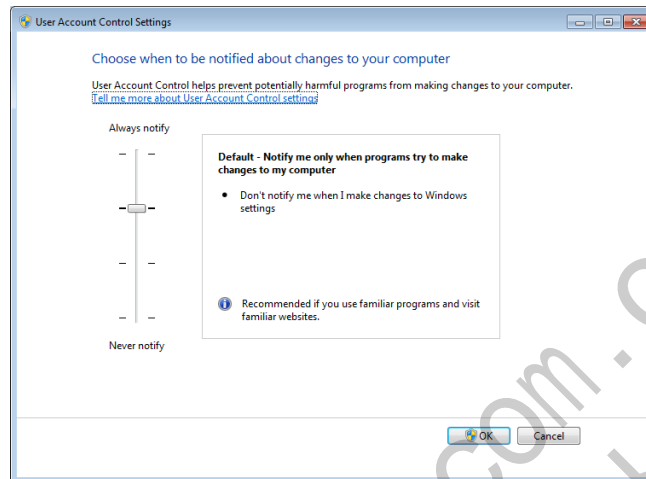 User Account Control Settings
Choose when to be notified about changes to your computer
User Account Control helps prevent potentially harmful programs from making changes to your computer.
Tell me more about User Account Control settings
Always notify
Default - Notify me only when programs try to make
changes to my computer
• Don't notify me when I make changes to Windows
settings
Recommended if you use familiar programs and visit
familiar websites.
Never notify
OK
Cancel
com.